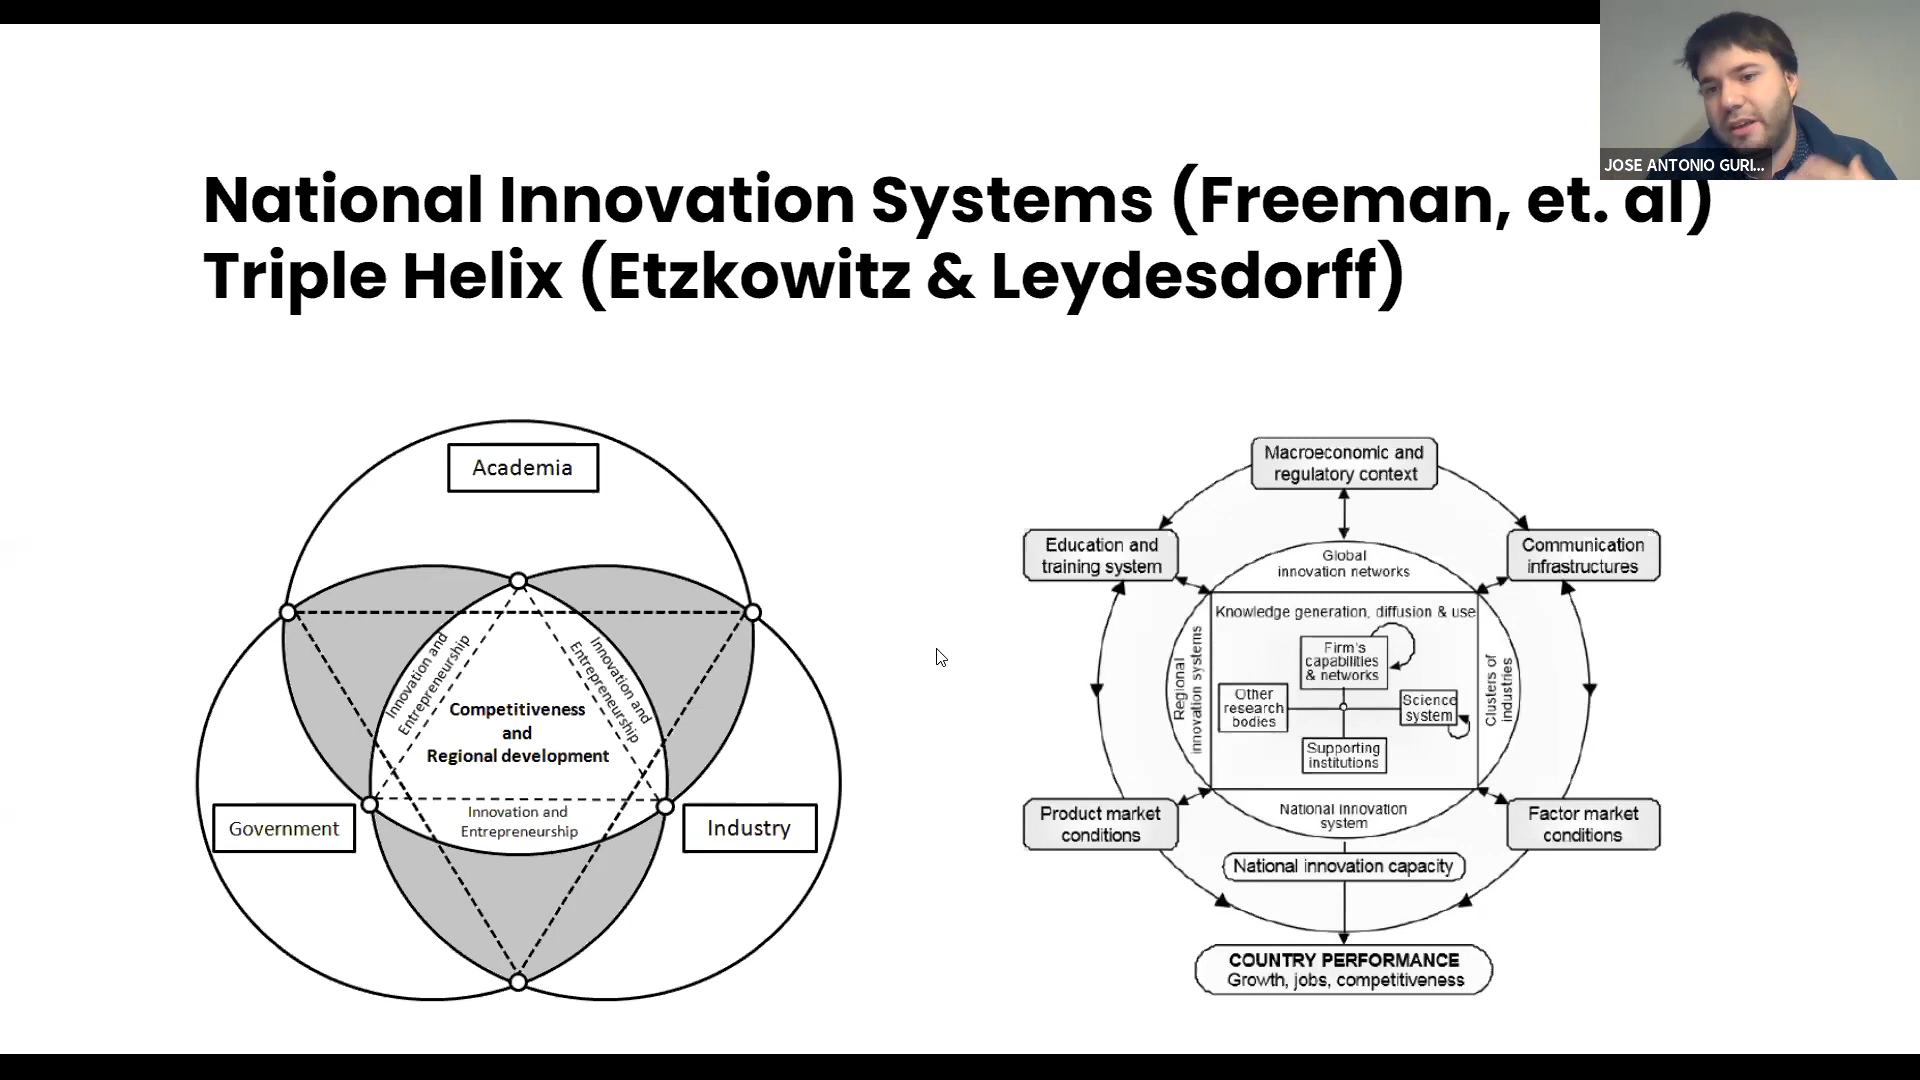 JOSE ANTONIO GURI...
National Innovation Systems (Freeman, et. al)
Triple Helix (Etzkowitz & Leydesdorff)
Academia
Innovation and
Entrepreneurship
Innovation and
Entrepreneurship
Competitiveness
and
Regional development
Innovation and
Entrepreneurship
Government
Industry
Macroeconomic and
regulatory context
Education and
training system
Communication
infrastructures
Global
innovation networks
Knowledge generation, diffusion & use
Regional
innovation systems
Firm's
capabilities
& networks
Other
research
bodies
Science
system
Supporting
institutions
Clusters of
industries
Product market
conditions
National innovation
system
Factor market
conditions
National innovation capacity
COUNTRY PERFORMANCE
Growth, jobs, competitiveness